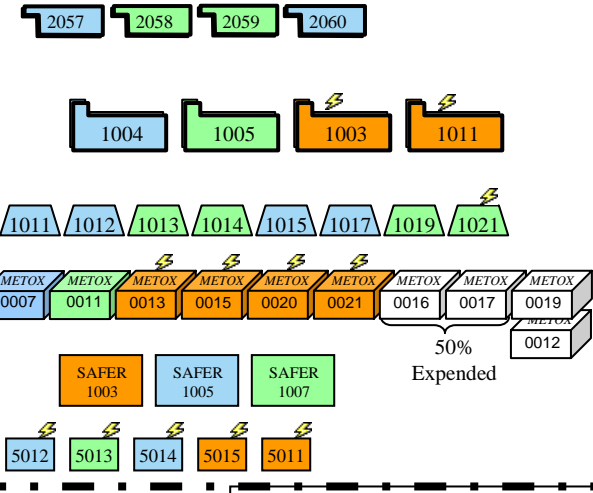 2057 2058 2059 2060
1004 1005 1003 1011
1011 1012 1013 1014 1015 1017 1019 1021
METOX METOX METOX METOX METOX METOX METOX METOX METOX
0007 0011 0013 0015 0020 0021 0016 0017 0019
METOX
0012
50%
Expended
SAFER SAFER SAFER
1003 1005 1007
5012 5013 5014 5015 5011